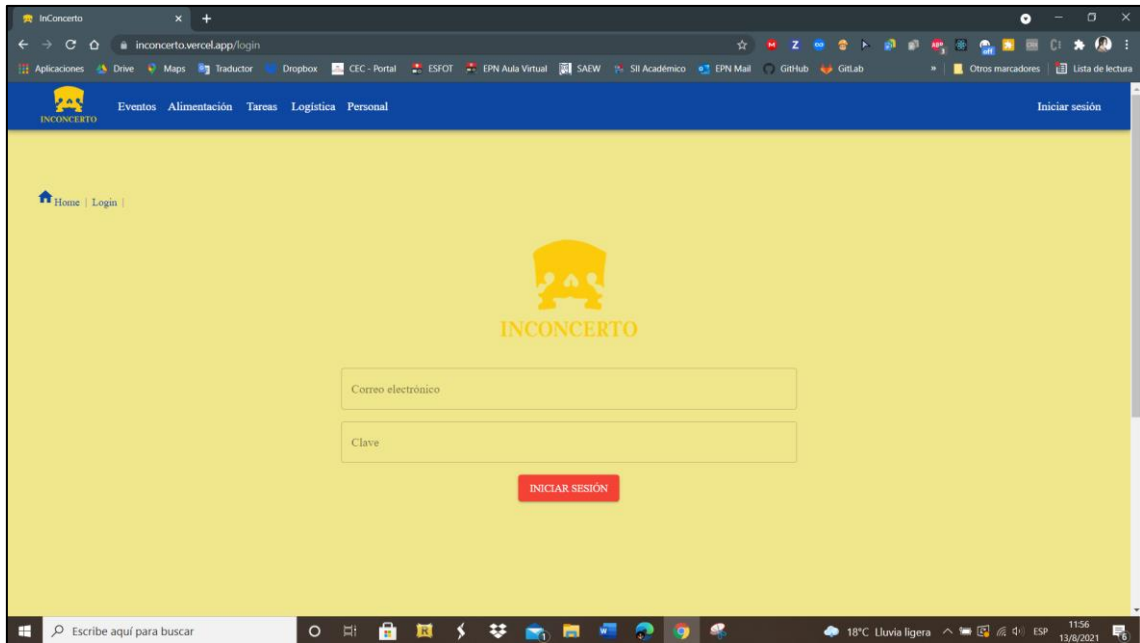 InConcerto
inconcerto.vercel.app/login
Aplicaciones Drive Maps Traductor Dropbox CEC - Portal ESFOT EPN Aula Virtual SAEW SII Académico EPN Mail GitHub GitLab » Otros marcadores Lista de lectura
INCONCERTO Eventos Alimentación Tareas Logística Personal Iniciar sesión
Home | Login |
INCONCERTO
Correo electrónico
Clave
INICIAR SESIÓN
Escribe aquí para buscar 18°C Lluvia ligera ESP 11:56
13/8/2021